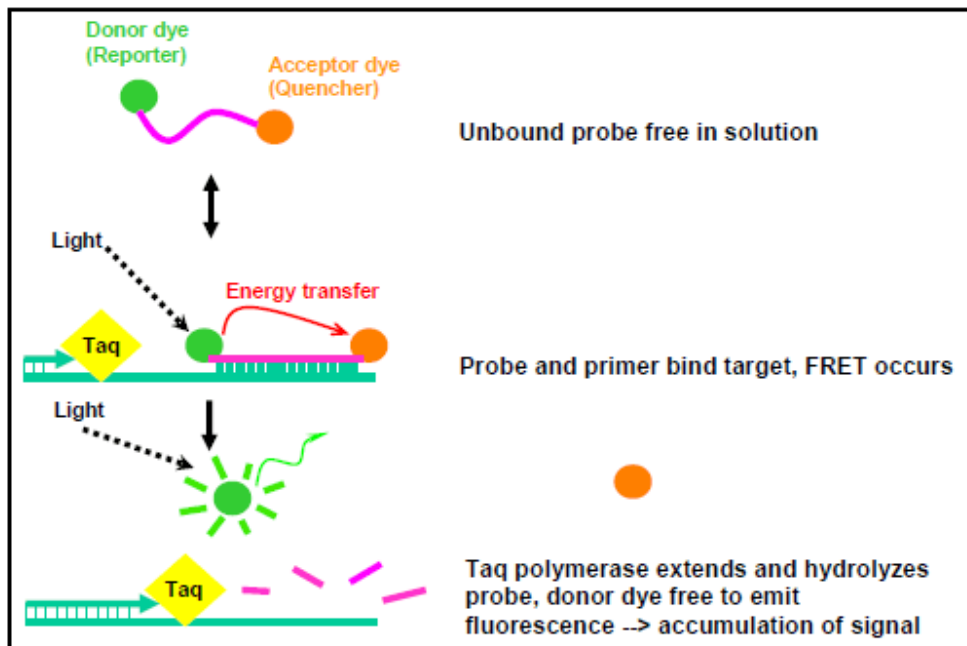 Donor dye
(Reporter)
Acceptor dye
(Quencher)
Unbound probe free in solution
Light
Energy transfer
Taq
Probe and primer bind target, FRET occurs
Light
Taq
Taq polymerase extends and hydrolyzes
probe, donor dye free to emit
fluorescence --> accumulation of signal